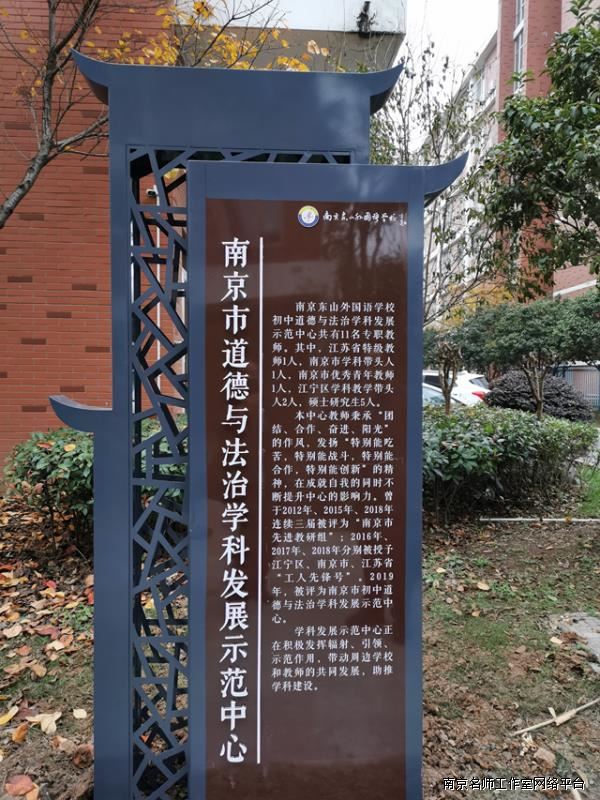 南京东山外国语学校
南京市道德与法治学科发展示范中心
南京东山外国语学校
初中道德与法治学科发展
示范中心共有11名专职教
师。其中，江苏省特级教
师1人，南京市学科带头人
1人，南京市优秀青年教师
1人，江宁区学科教学带头
人2人，硕士研究生5人。
本中心教师秉承“团
结、合作、奋进、阳光”
的作风，发扬“特别能吃
苦，特别能战斗，特别能
合作，特别能创新”的精
神，在成就自我的同时不
断提升中心的影响力。曾
于2012年、2015年、2018年
连续三届被评为“南京市
先进教研组”；2016年、
2017年、2018年分别被授予
江宁区、南京市、江苏省
“工人先锋号”。2019
年，被评为南京市初中道
德与法治学科发展示范中
心。
学科发展示范中心正
在积极发挥辐射、引领、
示范作用，带动周边学校
和教师的共同发展，助推
学科建设。
南京名师工作室网络平台